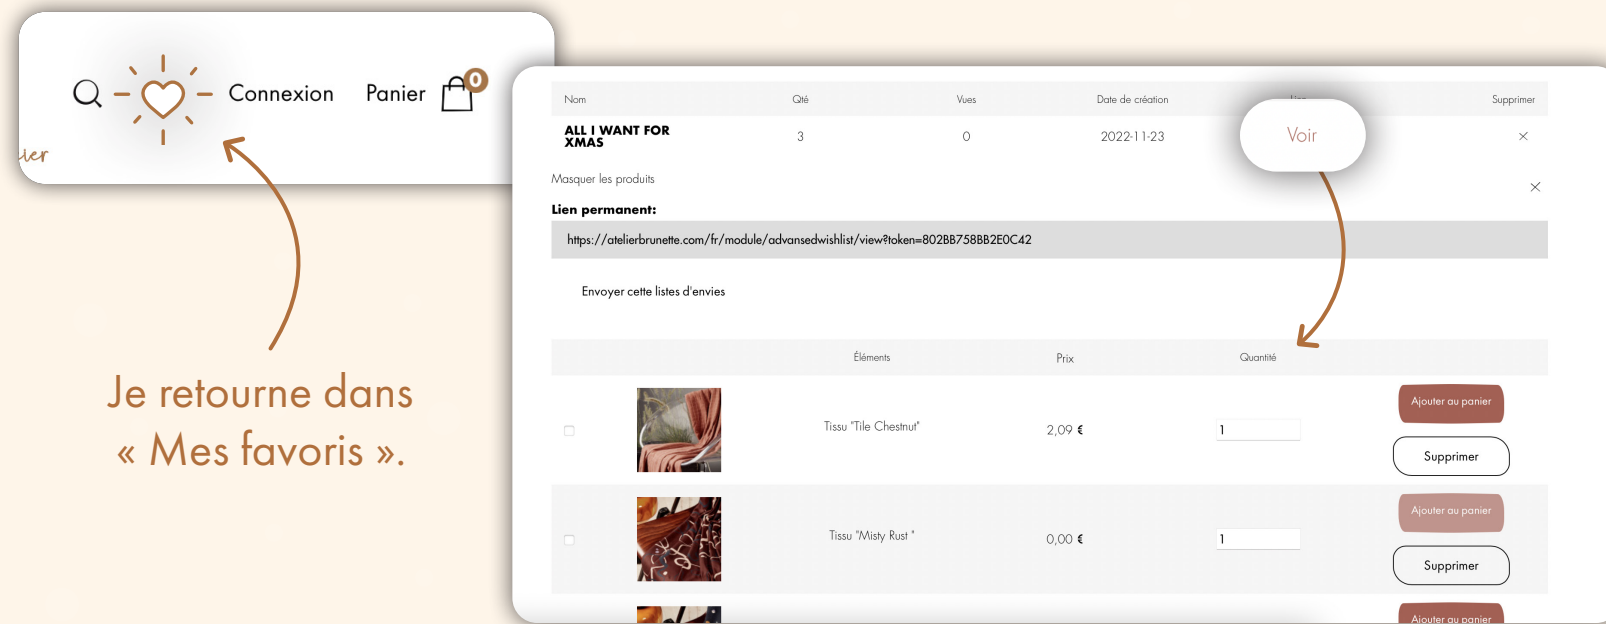 Connexion Panier 0
ier
Je retourne dans
« Mes favoris ».
Nom Qté Vues Date de création Supprimer
ALL I WANT FOR
XMAS
3 0 2022-11-23 Voir
Masquer les produits
Lien permanent:
https://atelierbrunette.com/fr/module/advansedwishlist/view?token=802BB758BB2E0C42
Envoyer cette listes d'envies
Éléments Prix Quantité
Tissu "Tile Chestnut" 2,09 € 1 Ajouter au panier
Supprimer
Tissu "Misty Rust " 0,00 € 1 Ajouter au panier
Supprimer
Ajouter au panier